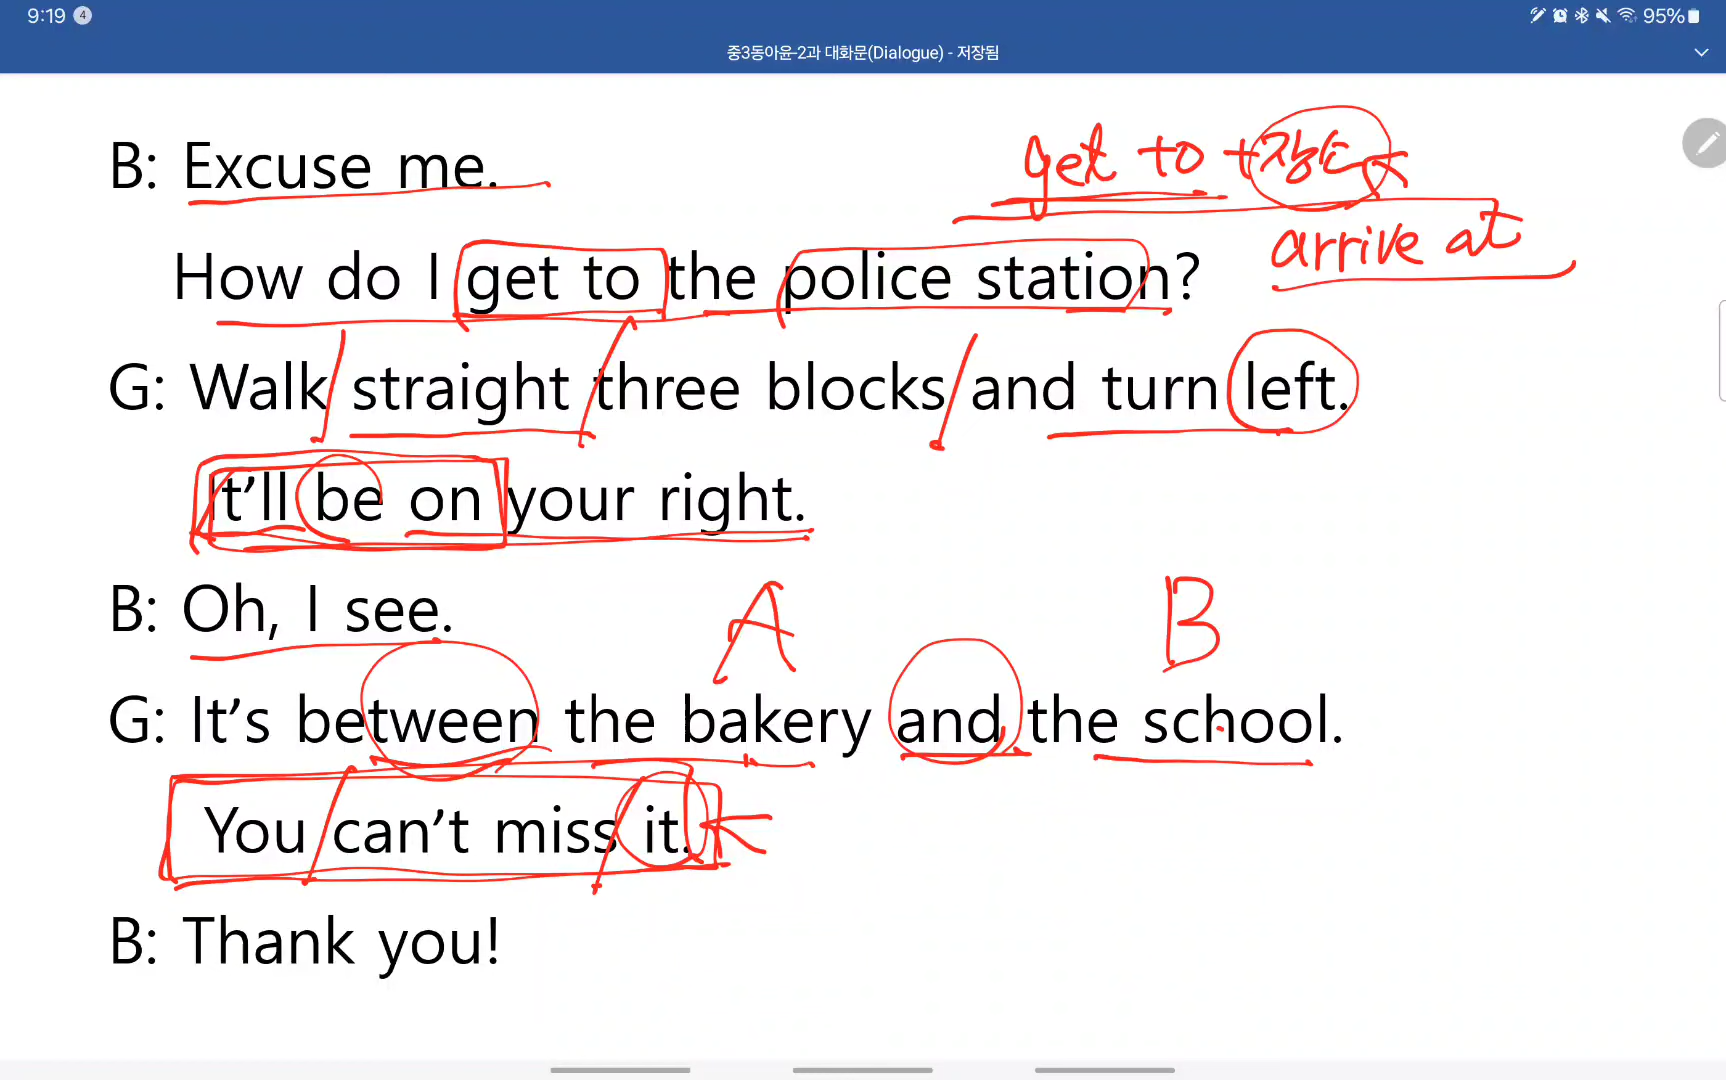 9:19 4 95%
중3동아윤-2과 대화문(Dialogue) - 저장됨
get to +장소
B: Excuse me.
arrive at
How do I get to the police station?
G: Walk straight three blocks and turn left.
It'll be on your right.
A B
B: Oh, I see.
G: It's between the bakery and the school.
You can't miss it.
B: Thank you!